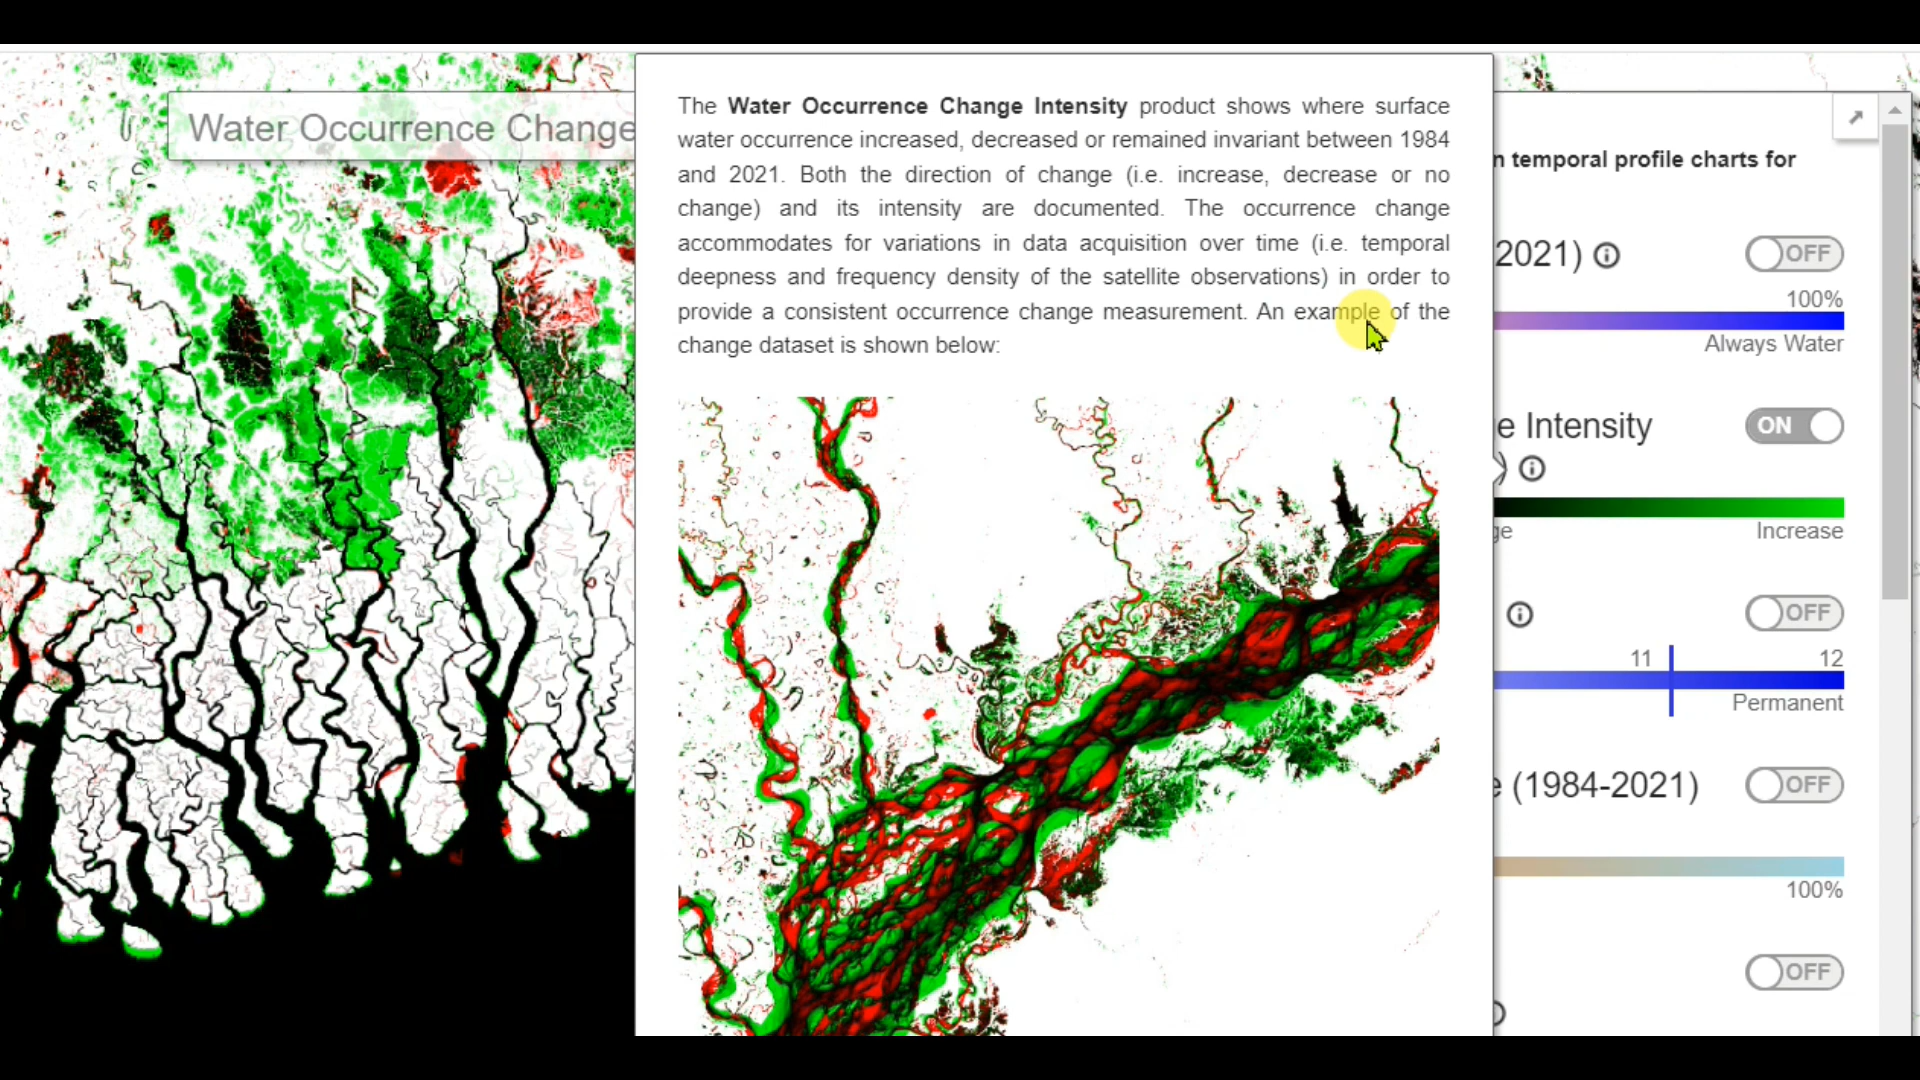 Water Occurrence Change
The Water Occurrence Change Intensity product shows where surface
water occurrence increased, decreased or remained invariant between 1984
and 2021. Both the direction of change (i.e. increase, decrease or no
change) and its intensity are documented. The occurrence change
accommodates for variations in data acquisition over time (i.e. temporal
deepness and frequency density of the satellite observations) in order to
provide a consistent occurrence change measurement. An example of the
change dataset is shown below:
n temporal profile charts for
2021)
OFF
100%
Always Water
e Intensity
ON
)
ge
Increase
OFF
11
12
Permanent
e (1984-2021)
OFF
100%
OFF